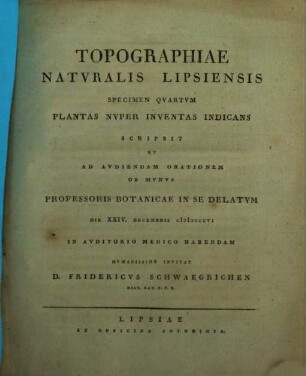 TOPOGRAPHIAE
NATVRALIS LIPSIENSIS
SPECIMEN QVARTVM
PLANTAS NVPER INVENTAS INDICANS
SCRIPSIT
ET
AD AVDIENDAM ORATIONEM
OB MVNVS
PROFESSORIS BOTANICAE IN SE DELATVM
DIE XXIV. DECEMBRIS
IN AVDITORIO MEDICO HABENDAM
HVMANISSIME INVITAT
D. FRIDERICVS SCHWAEGRICHEN
LIPSIAE
EX OFFICINA